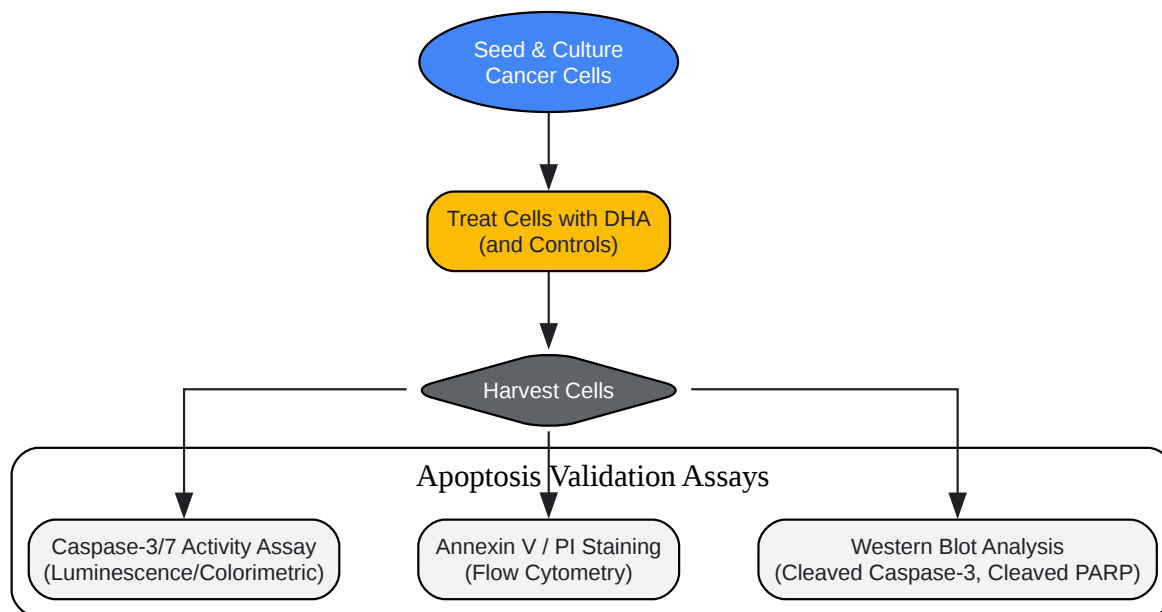 Seed & Culture
Cancer Cells
Treat Cells with DHA
(and Controls)
Harvest Cells
Apoptosis Validation Assays
Caspase-3/7 Activity Assay
(Luminescence/Colorimetric)
Annexin V / PI Staining
(Flow Cytometry)
Western Blot Analysis
(Cleaved Caspase-3, Cleaved PARP)